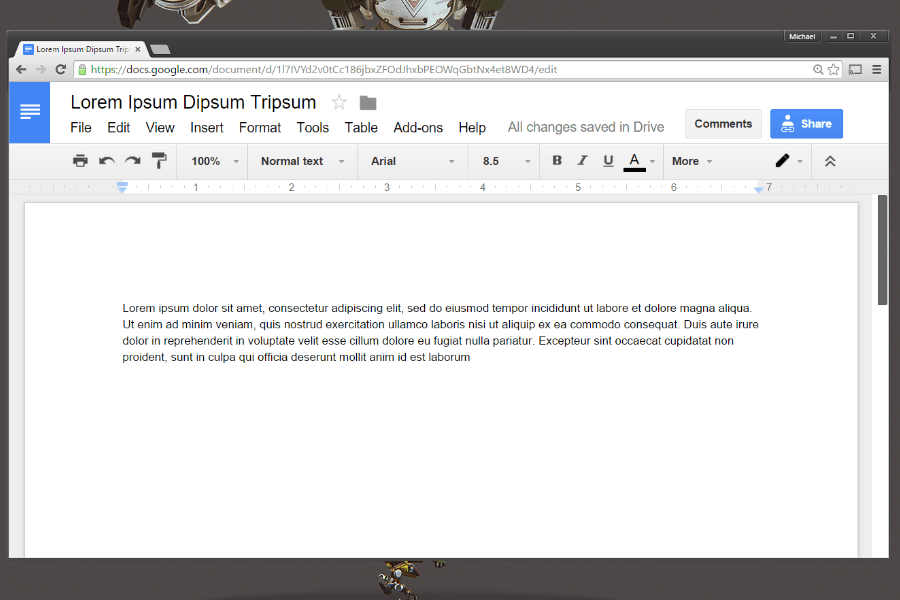 Michael
Lorem Ipsum Dipsum Trip
https://docs.google.com/document/d/1l7IVYd2v0tCc186jbxZFOdJhxbPEOWqGbtNx4et8WD4/edit
Lorem Ipsum Dipsum Tripsum
File Edit View Insert Format Tools Table Add-ons Help All changes saved in Drive Comments Share
100% Normal text Arial 8.5 B I U A More
1 2 3 4 5 6 7
Lorem ipsum dolor sit amet, consectetur adipiscing elit, sed do eiusmod tempor incididunt ut labore et dolore magna aliqua.
Ut enim ad minim veniam, quis nostrud exercitation ullamco laboris nisi ut aliquip ex ea commodo consequat. Duis aute irure
dolor in reprehenderit in voluptate velit esse cillum dolore eu fugiat nulla pariatur. Excepteur sint occaecat cupidatat non
proident, sunt in culpa qui officia deserunt mollit anim id est laborum